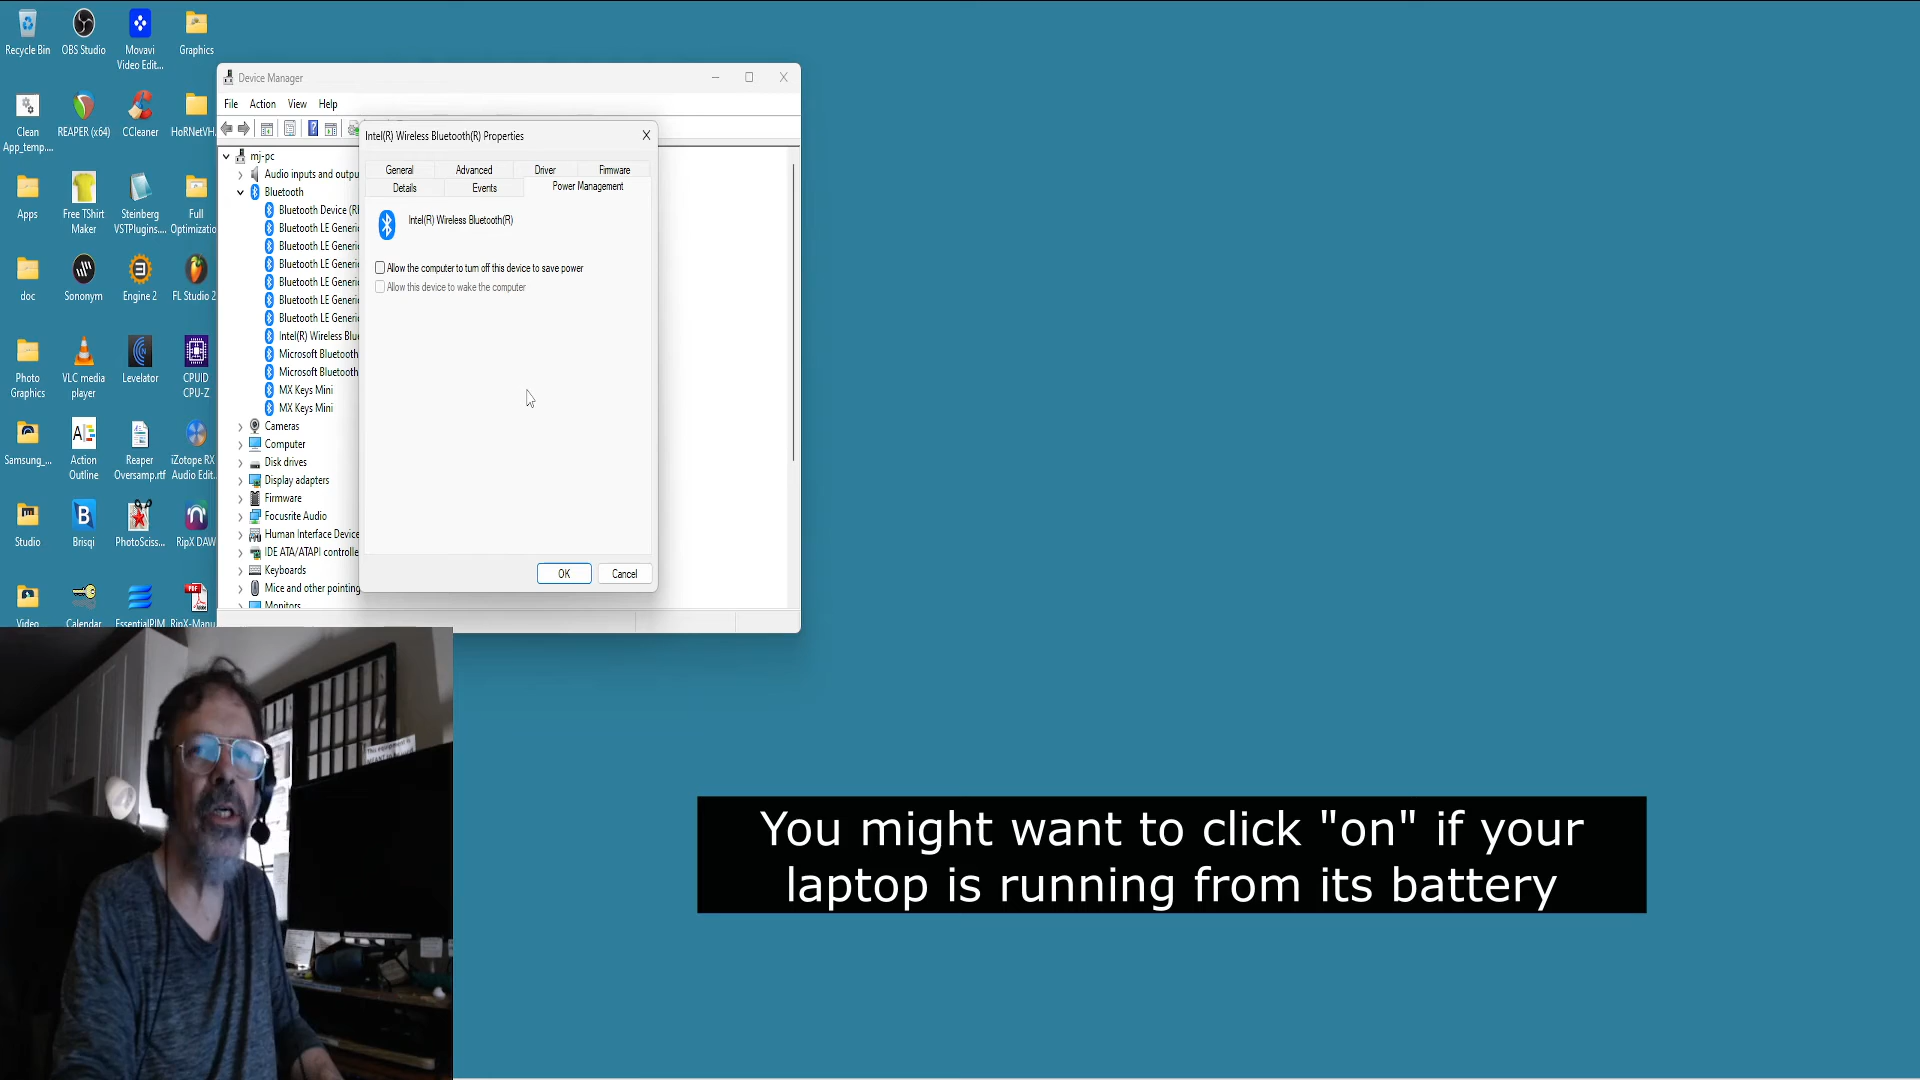 Recycle Bin
OBS Studio
Movavi
Video Edit...
Graphics
Clean
App_temp....
REAPER (x64)
CCleaner
HoRNetVH.
Apps
Free TShirt
Maker
Steinberg
VSTPlugins....
Full
Optimizatio
doc
Sononym
Engine 2
FL Studio 2
Photo
Graphics
VLC media
player
Levelator
CPUID
CPU-Z
Samsung_...
Action
Outline
Reaper
Oversamp.rtf
iZotope RX
Audio Edit.
Studio
Brisqi
PhotoSciss...
RipX DAW
Video
Calendar
EssentialPIM
RipX-Manu
Device Manager
File Action View Help
mj-pc
Audio inputs and outpu
Bluetooth
Bluetooth Device (R
Bluetooth LE Generi
Bluetooth LE Generi
Bluetooth LE Generi
Bluetooth LE Generi
Bluetooth LE Generi
Bluetooth LE Generi
Intel(R) Wireless Blu
Microsoft Bluetooth
Microsoft Bluetooth
MX Keys Mini
MX Keys Mini
Cameras
Computer
Disk drives
Display adapters
Firmware
Focusrite Audio
Human Interface Device
IDE ATA/ATAPI controlle
Keyboards
Mice and other pointing
Monitors
Intel(R) Wireless Bluetooth(R) Properties
General Advanced Driver Firmware
Details Events Power Management
Intel(R) Wireless Bluetooth(R)
Allow the computer to turn off this device to save power
Allow this device to wake the computer
OK Cancel
You might want to click "on" if your
laptop is running from its battery